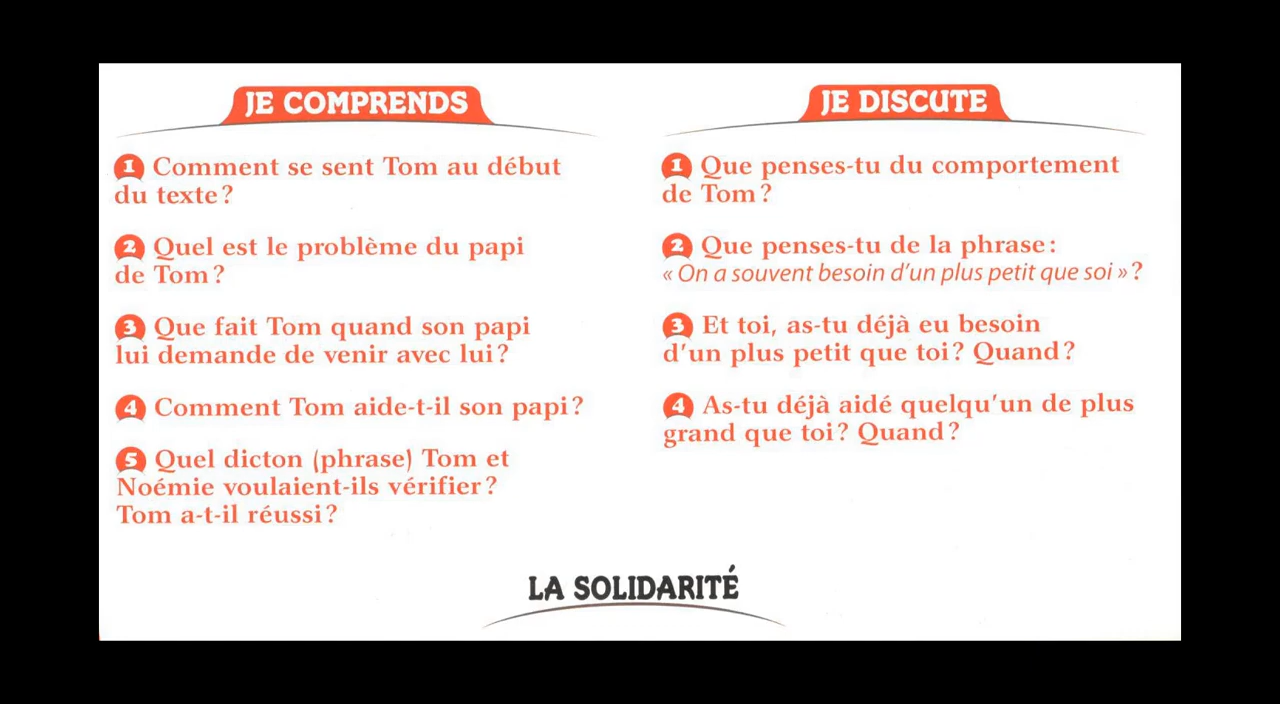 JE COMPRENDS
1 Comment se sent Tom au début
du texte ?
2 Quel est le problème du papi
de Tom ?
3 Que fait Tom quand son papi
lui demande de venir avec lui ?
4 Comment Tom aide-t-il son papi ?
5 Quel dicton (phrase) Tom et
Noémie voulaient-ils vérifier ?
Tom a-t-il réussi ?
JE DISCUTE
1 Que penses-tu du comportement
de Tom ?
2 Que penses-tu de la phrase :
« On a souvent besoin d'un plus petit que soi » ?
3 Et toi, as-tu déjà eu besoin
d'un plus petit que toi ? Quand ?
4 As-tu déjà aidé quelqu'un de plus
grand que toi ? Quand ?
LA SOLIDARITÉ